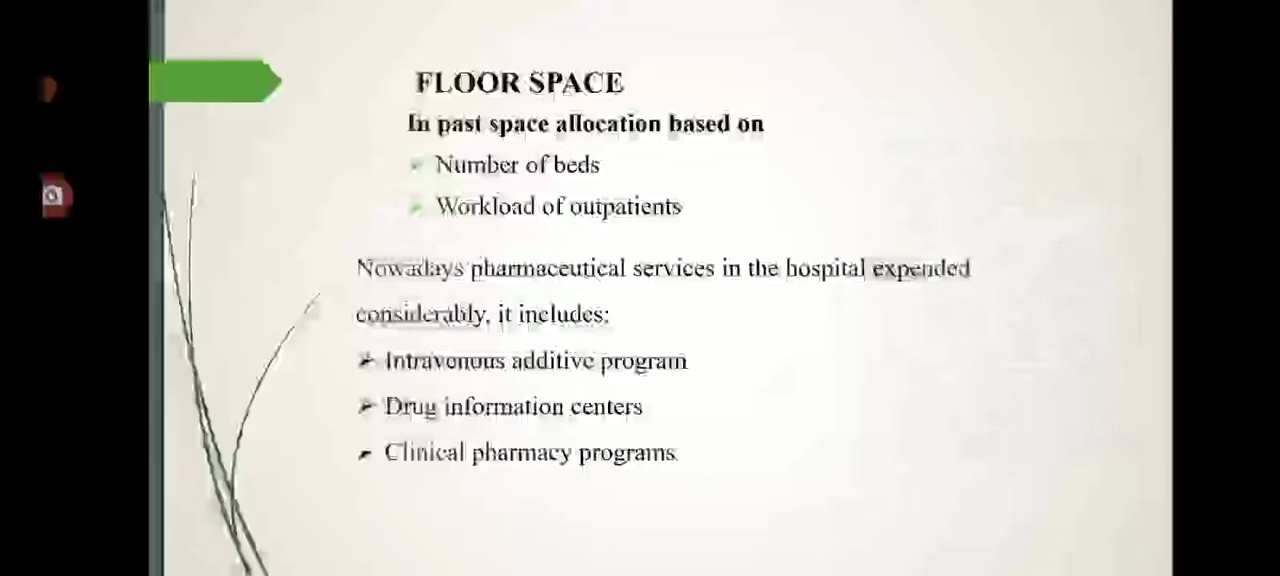 FLOOR SPACE
In past space allocation based on
Number of beds
Workload of outpatients
Nowadays pharmaceutical services in the hospital expended
considerably, it includes:
Intravenous additive program
Drug information centers
Clinical pharmacy programs.